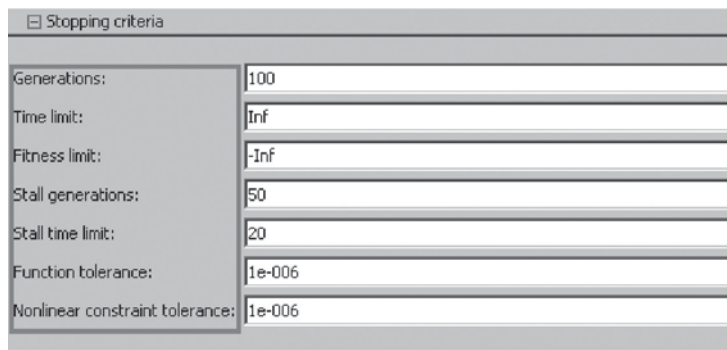 Stopping criteria
Generations: 100
Time limit: Inf
Fitness limit: -Inf
Stall generations: 50
Stall time limit: 20
Function tolerance: 1e-006
Nonlinear constraint tolerance: 1e-006